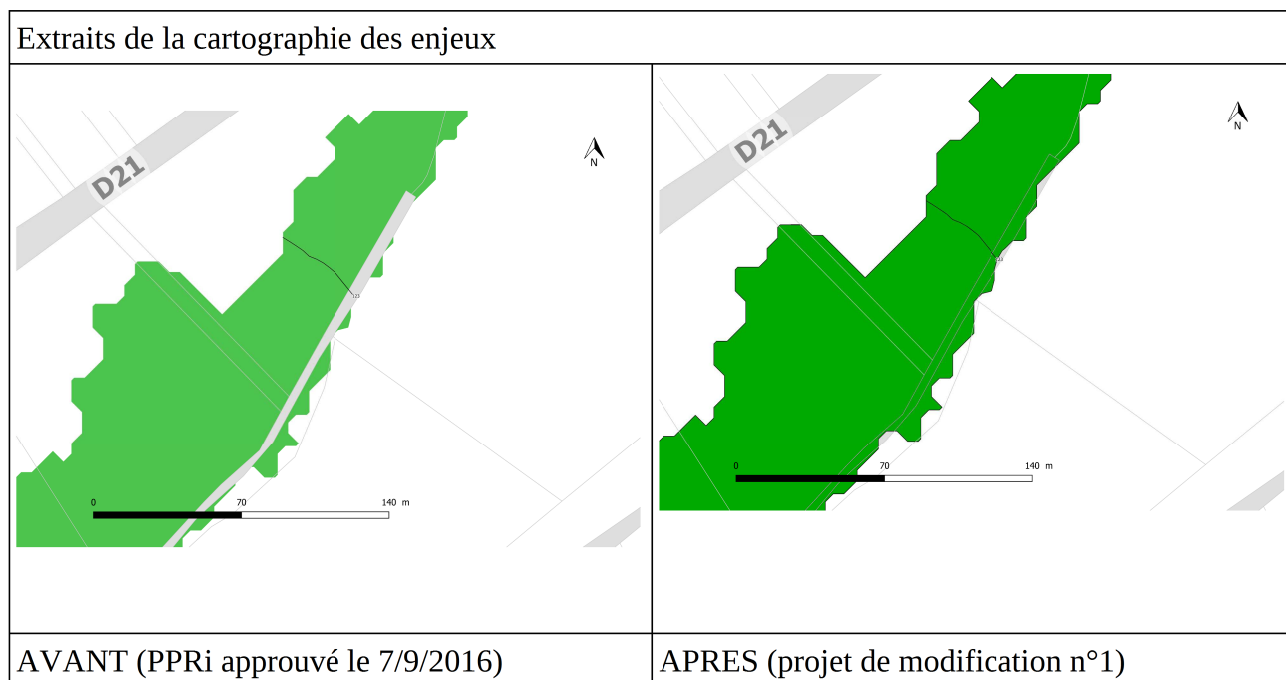 Extraits de la cartographie des enjeux
D21
N
123
0 70 140 m
D21
N
0 70 140 m
AVANT (PPRi approuvé le 7/9/2016)
APRES (projet de modification n°1)